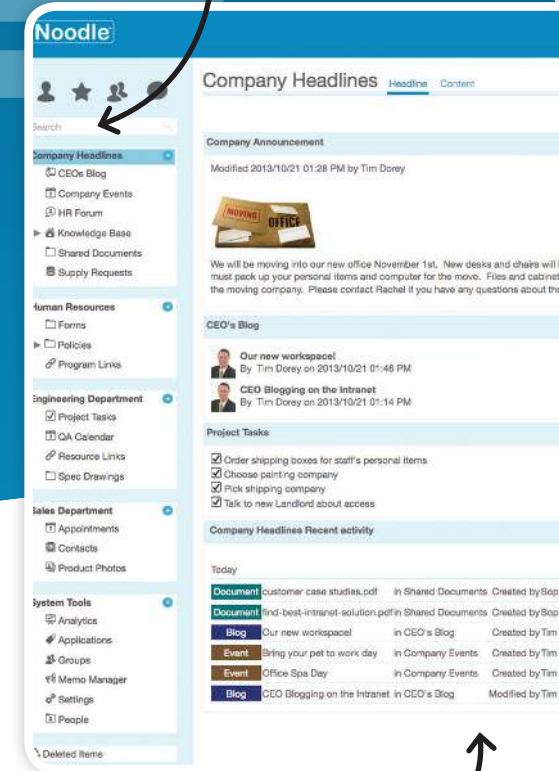 Noodle
Search
Company Headlines
CEOs Blog
Company Events
HR Forum
Knowledge Base
Shared Documents
Supply Requests
Human Resources
Forms
Policies
Program Links
Engineering Department
Project Tasks
QA Calendar
Resource Links
Spec Drawings
Sales Department
Appointments
Contacts
Product Photos
System Tools
Analytics
Applications
Groups
Memo Manager
Settings
People
Deleted Items
Company Headlines Headline Content
Company Announcement
Modified 2013/10/21 01:28 PM by Tim Dorey
MOVING OFFICE
We will be moving into our new office November 1st. New desks and chairs will
must pack up your personal items and computer for the move. Files and cabinet
the moving company. Please contact Rachel if you have any questions about the
CEO's Blog
Our new workspace!
By Tim Dorey on 2013/10/21 01:46 PM
CEO Blogging on the Intranet
By Tim Dorey on 2013/10/21 01:14 PM
Project Tasks
Order shipping boxes for staff's personal items
Choose painting company
Pick shipping company
Talk to new Landlord about access
Company Headlines Recent activity
Today
Document customer case studies.pdf in Shared Documents Created by Sop
Document find-best-intranet-solution.pdf in Shared Documents Created by Sop
Blog Our new workspace! in CEO's Blog Created by Tim
Event Bring your pet to work day in Company Events Created by Tim
Event Office Spa Day in Company Events Created by Tim
Blog CEO Blogging on the Intranet in CEO's Blog Modified by Tim